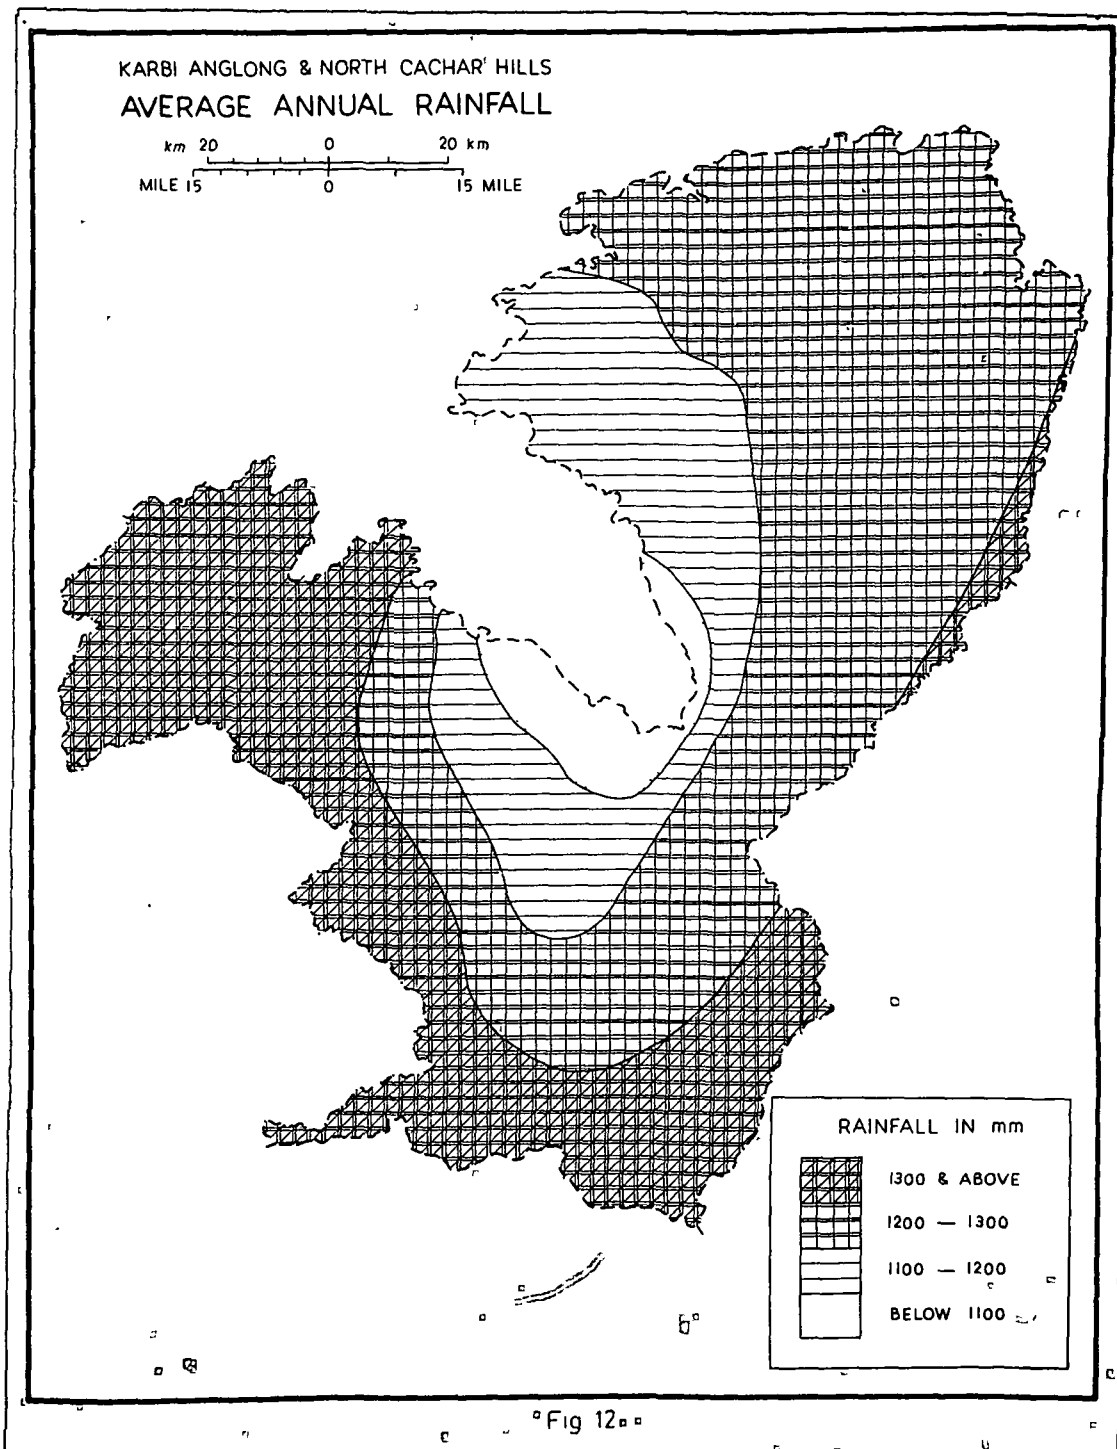 KARBI ANGLONG & NORTH CACHAR' HILLS
AVERAGE ANNUAL RAINFALL
km 20 0 20 km
MILE 15 0 15 MILE
RAINFALL IN mm
1300 & ABOVE
1200 — 1300
1100 — 1200
BELOW 1100
Fig 12